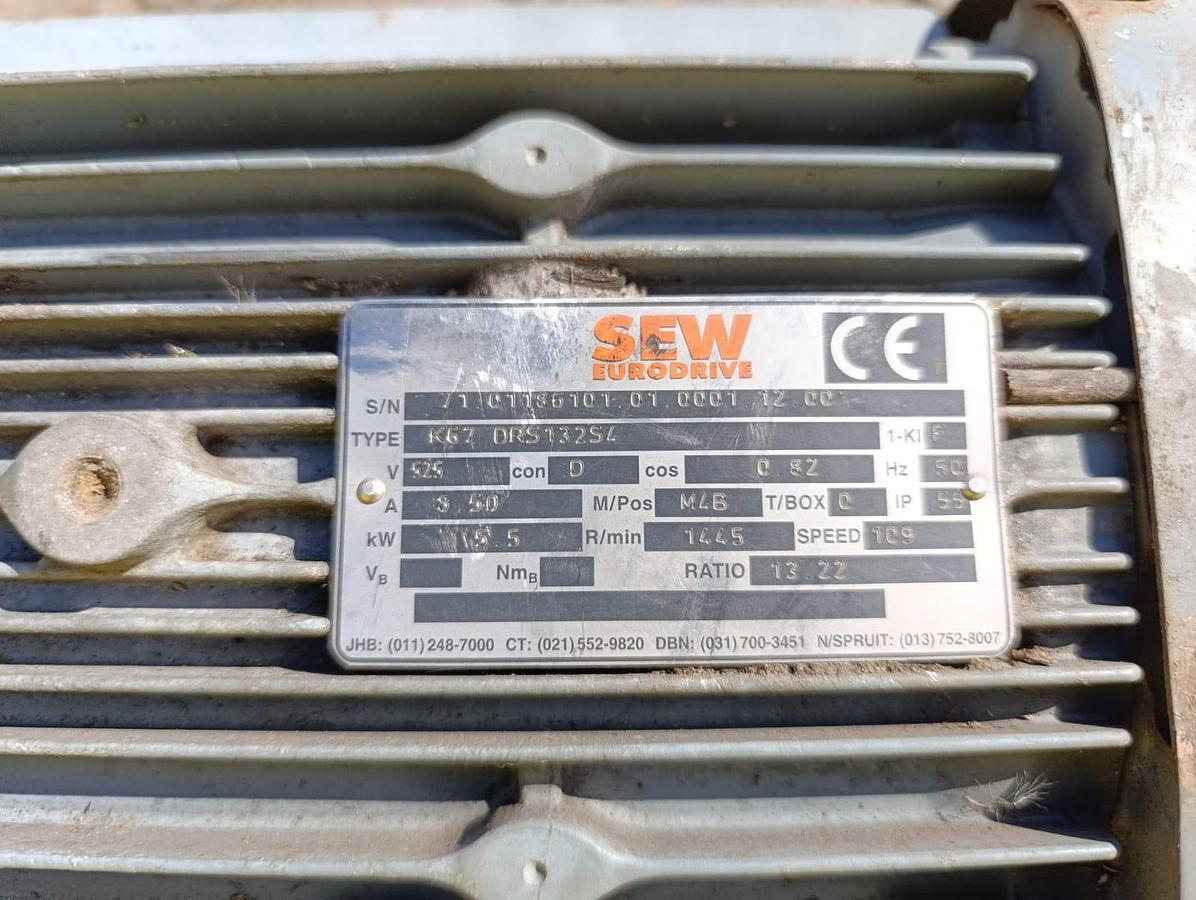 SEW
EURODRIVE
CE
S/N 71 01186101 01 0001 12 00
TYPE K67 DRS132S4 1-KI F
V 525 con D cos 0.82 Hz 50
A 8.50 M/Pos M4B T/BOX 0 IP 55
kW 5.5 R/min 1445 SPEED 109
VB NmB RATIO 13.22
JHB: (011) 248-7000 CT: (021) 552-9820 DBN: (031) 700-3451 N/SPRUIT: (013) 752-8007